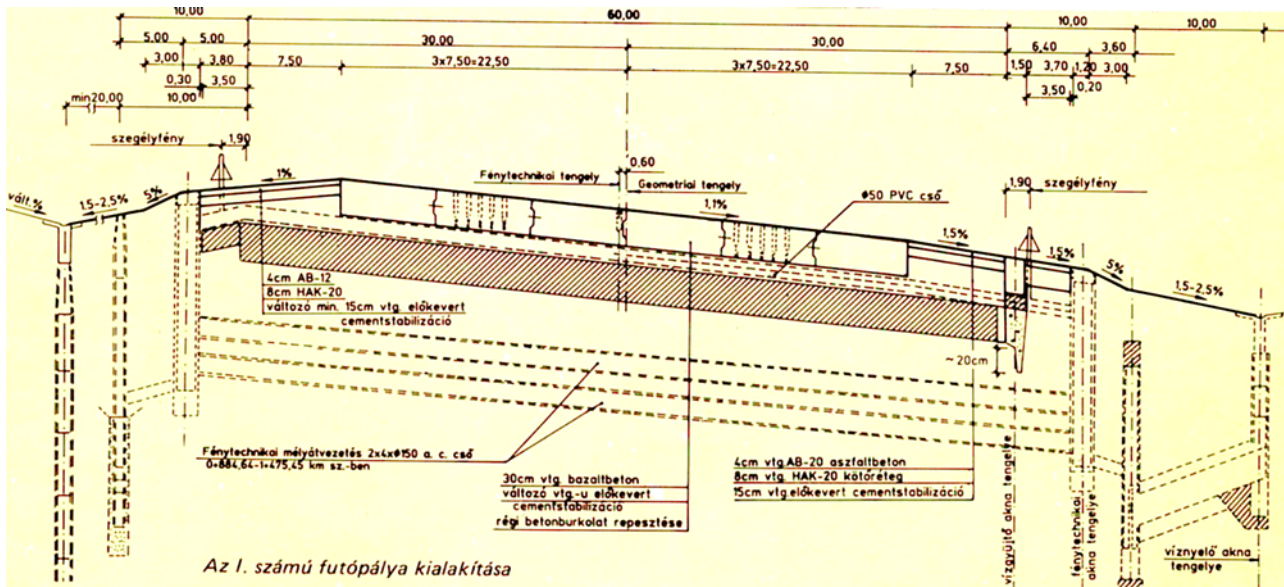 10,00
60,00
10,00
10,00
5,00
5,00
30,00
30,00
6,40
3,60
3,00
3,80
7,50
3x7,50=22,50
3x7,50=22,50
7,50
1,50
3,70
1,20
3,00
0,30
3,50
3,50
0,20
min20,00
10,00
szegélyfény
1,90
0,60
Fénytechnikai tengely
Geometriai tengely
1,90
szegélyfény
vált.%
1,5-2,5%
5%
1%
1,1%
ø50 PVC cső
1,5%
1,5%
5%
1,5-2,5%
4cm AB-12
8cm HAK-20
változó min. 15cm vtg. előkevert
cementstabilizáció
~20cm
Fénytechnikai mélyátvezetés 2x4xø150 a. c. cső
0+884,64-1+475,45 km sz.-ben
30cm vtg. bazaltbeton
változó vtg.-u előkevert
cementstabilizáció
régi betonburkolat repesztése
4cm vtg.AB-20 aszfaltbeton
8cm vtg. HAK-20 kötőréteg
15cm vtg.előkevert cementstabilizáció
vízgyűjtő akna tengelye
fénytechnikai
akna tengelye
víznyelő akna
tengelye
Az I. számú futópálya kialakítása